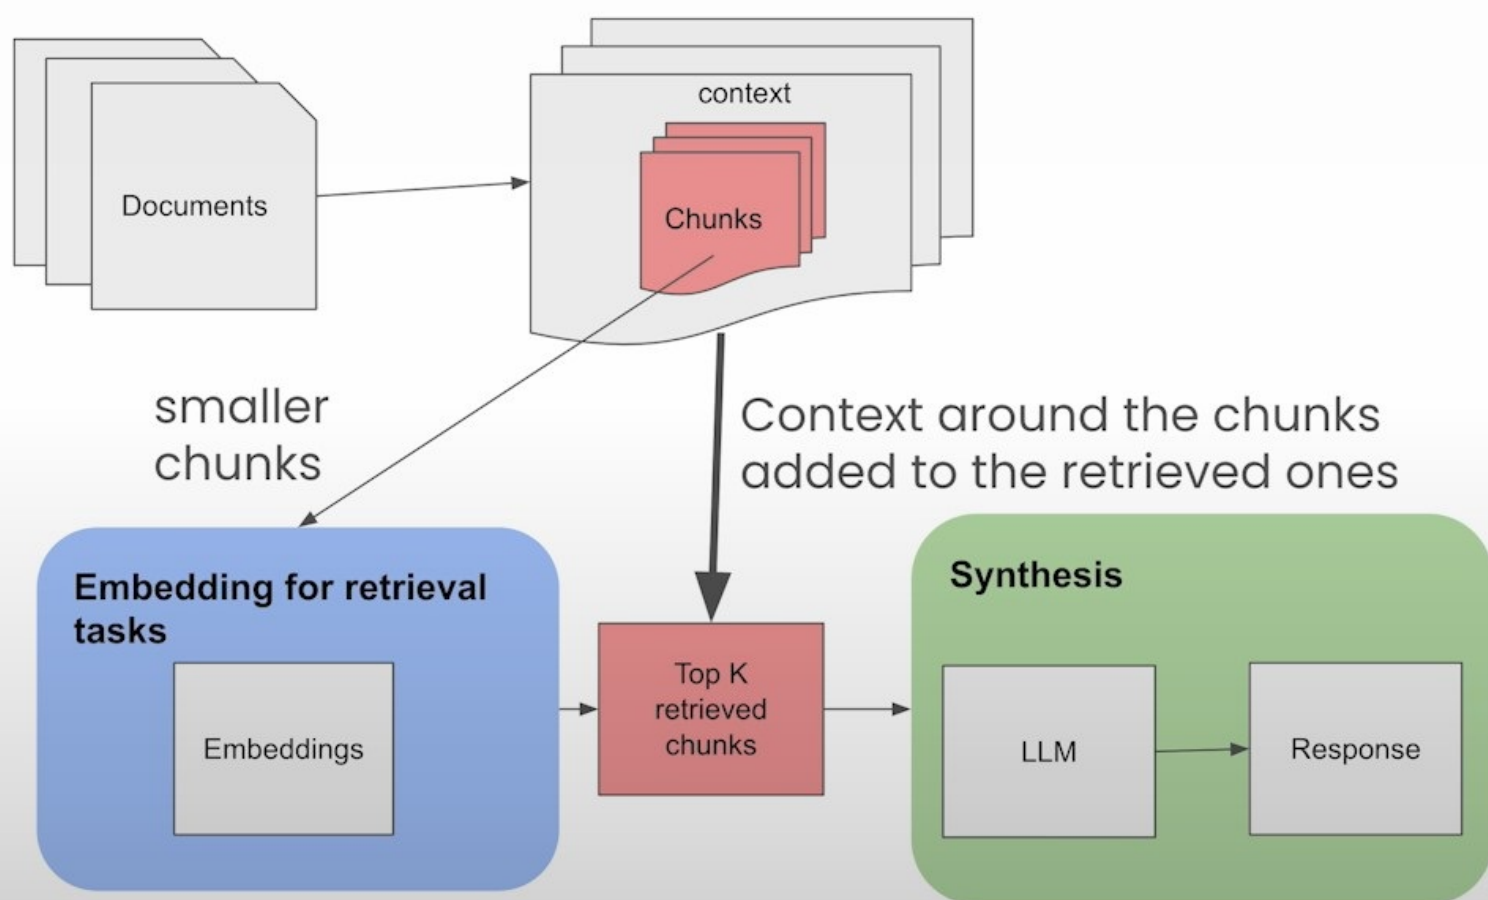 context
Documents
Chunks
smaller
chunks
Context around the chunks
added to the retrieved ones
Embedding for retrieval
tasks
Embeddings
Top K
retrieved
chunks
Synthesis
LLM
Response